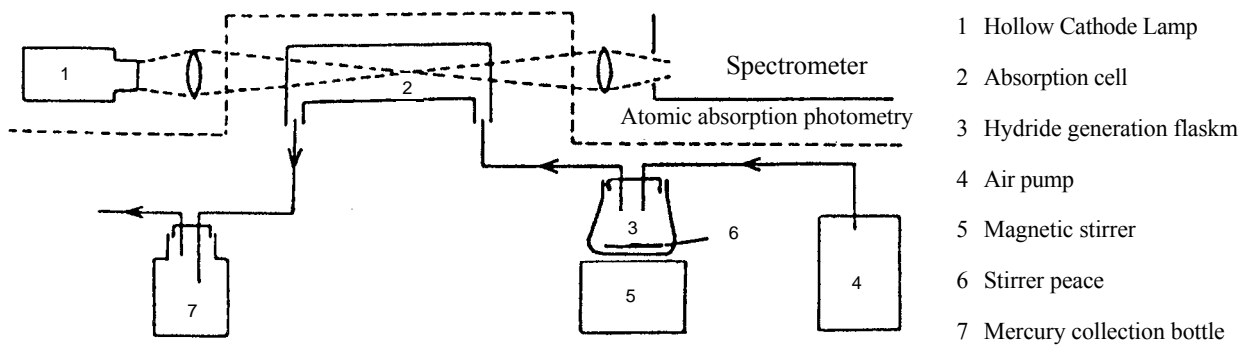 1
2
Spectrometer
Atomic absorption photometry
3
6
5
4
7
1 Hollow Cathode Lamp
2 Absorption cell
3 Hydride generation flaskm
4 Air pump
5 Magnetic stirrer
6 Stirrer peace
7 Mercury collection bottle